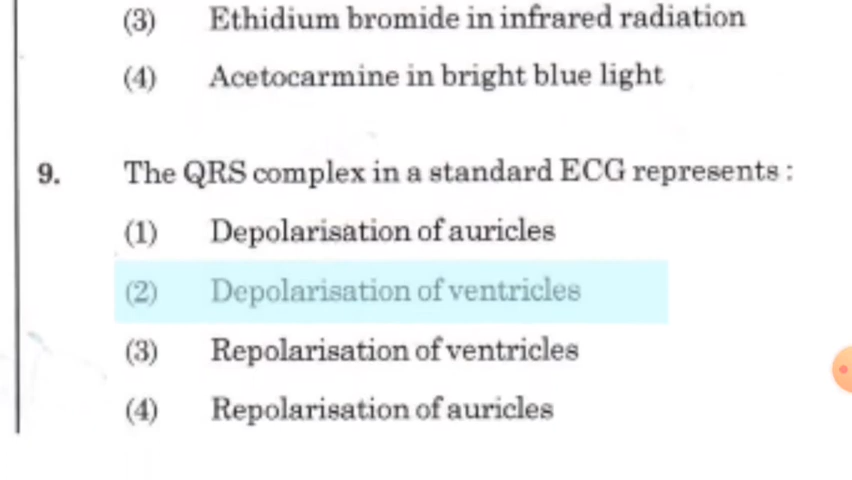 (3) Ethidium bromide in infrared radiation
(4) Acetocarmine in bright blue light
9. The QRS complex in a standard ECG represents :
(1) Depolarisation of auricles
(2) Depolarisation of ventricles
(3) Repolarisation of ventricles
(4) Repolarisation of auricles